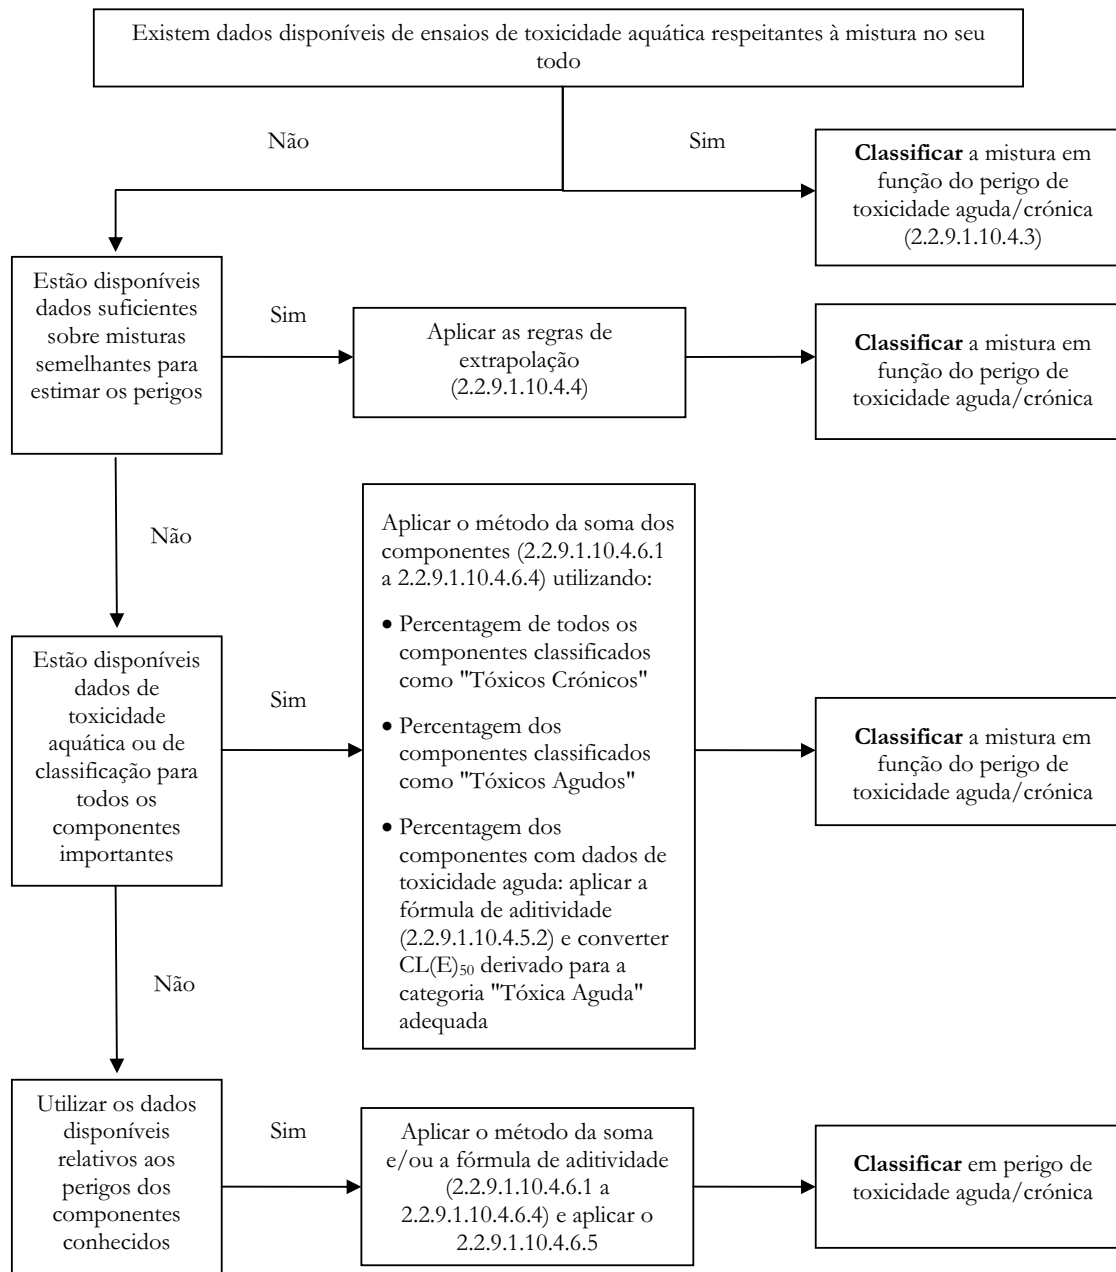 Existem dados disponíveis de ensaios de toxicidade aquática respeitantes à mistura no seu
todo
Não
Sim
Classificar a mistura em
função do perigo de
toxicidade aguda/crónica
(2.2.9.1.10.4.3)
Estão disponíveis
dados suficientes
sobre misturas
semelhantes para
estimar os perigos
Sim
Aplicar as regras de
extrapolação
(2.2.9.1.10.4.4)
Classificar a mistura em
função do perigo de
toxicidade aguda/crónica
Não
Estão disponíveis
dados de
toxicidade
aquática ou de
classificação para
todos os
componentes
importantes
Sim
Aplicar o método da soma dos
componentes (2.2.9.1.10.4.6.1
a 2.2.9.1.10.4.6.4) utilizando:
• Percentagem de todos os
componentes classificados
como "Tóxicos Crónicos"
• Percentagem dos
componentes classificados
como "Tóxicos Agudos"
• Percentagem dos
componentes com dados de
toxicidade aguda: aplicar a
fórmula de aditividade
(2.2.9.1.10.4.5.2) e converter
CL(E)₅₀ derivado para a
categoria "Tóxica Aguda"
adequada
Classificar a mistura em
função do perigo de
toxicidade aguda/crónica
Não
Utilizar os dados
disponíveis
relativos aos
perigos dos
componentes
conhecidos
Sim
Aplicar o método da soma
e/ou a fórmula de aditividade
(2.2.9.1.10.4.6.1 a
2.2.9.1.10.4.6.4) e aplicar o
2.2.9.1.10.4.6.5
Classificar em perigo de
toxicidade aguda/crónica